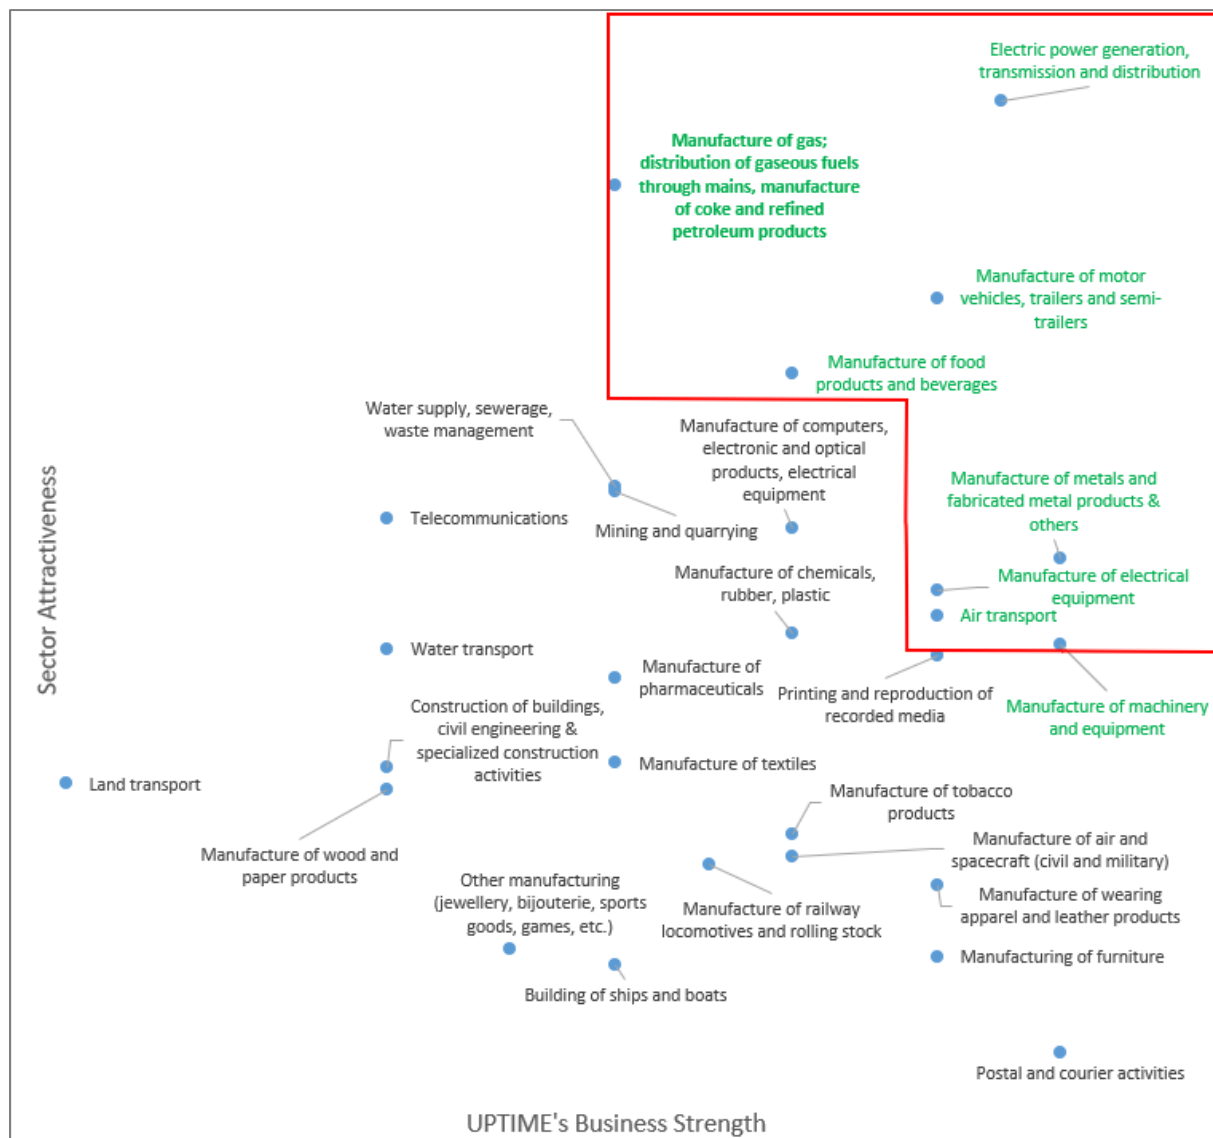 Electric power generation,
transmission and distribution
Manufacture of gas;
distribution of gaseous fuels
through mains, manufacture
of coke and refined
petroleum products
Manufacture of motor
vehicles, trailers and semi-
trailers
Manufacture of food
products and beverages
Water supply, sewerage,
waste management
Manufacture of computers,
electronic and optical
products, electrical
equipment
Manufacture of metals and
fabricated metal products &
others
Telecommunications
Mining and quarrying
Manufacture of chemicals,
rubber, plastic
Manufacture of electrical
equipment
Air transport
Water transport
Manufacture of
pharmaceuticals
Printing and reproduction of
recorded media
Manufacture of machinery
and equipment
Construction of buildings,
civil engineering &
specialized construction
activities
Manufacture of textiles
Land transport
Manufacture of tobacco
products
Manufacture of wood and
paper products
Manufacture of air and
spacecraft (civil and military)
Other manufacturing
(jewellery, bijouterie, sports
goods, games, etc.)
Manufacture of railway
locomotives and rolling stock
Manufacture of wearing
apparel and leather products
Manufacturing of furniture
Building of ships and boats
Postal and courier activities
Sector Attractiveness
UPTIME's Business Strength